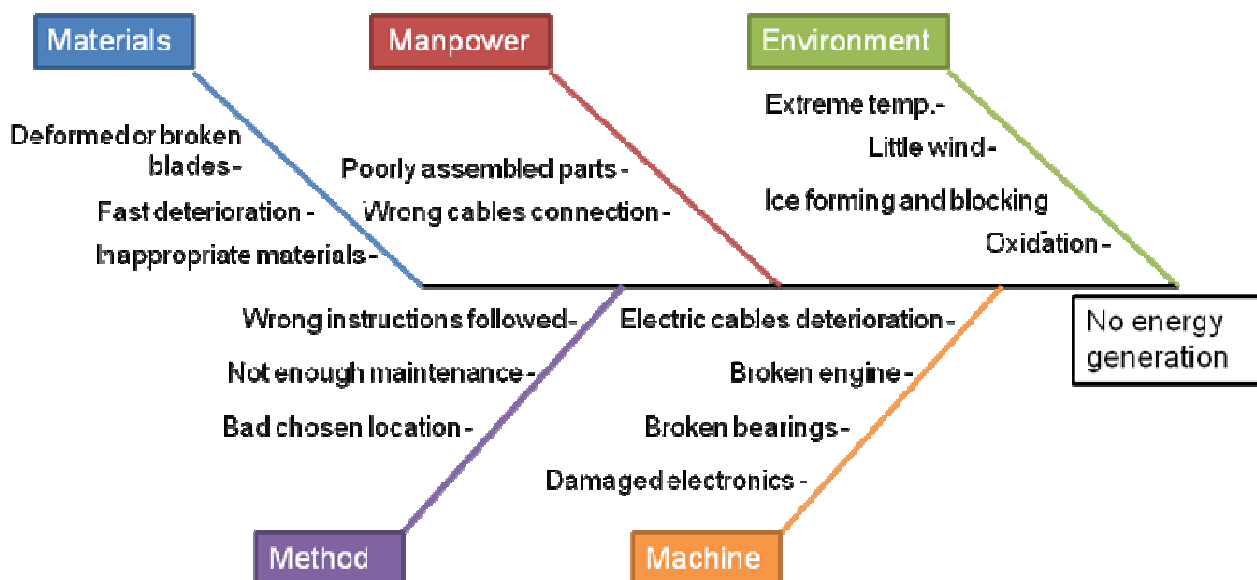 Materials
Manpower
Environment
Deformed or broken
blades-
Fast deterioration -
Inappropriate materials-
Poorly assembled parts -
Wrong cables connection-
Extreme temp.-
Little wind-
Ice forming and blocking
Oxidation-
Wrong instructions followed-
Not enough maintenance-
Bad chosen location-
Electric cables deterioration-
Broken engine-
Broken bearings-
Damaged electronics -
No energy
generation
Method
Machine